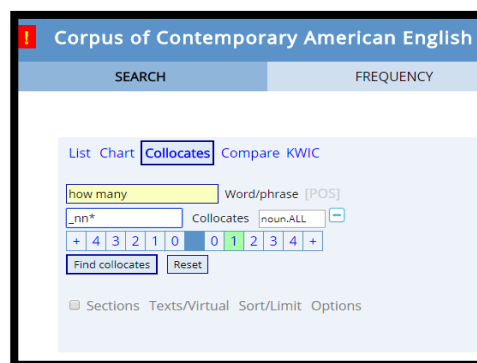 ! Corpus of Contemporary American English
SEARCH FREQUENCY
List Chart Collocates Compare KWIC
how many Word/phrase [POS]
_nn* Collocates noun.ALL −
+ 4 3 2 1 0 0 1 2 3 4 +
Find collocates Reset
Sections Texts/Virtual Sort/Limit Options